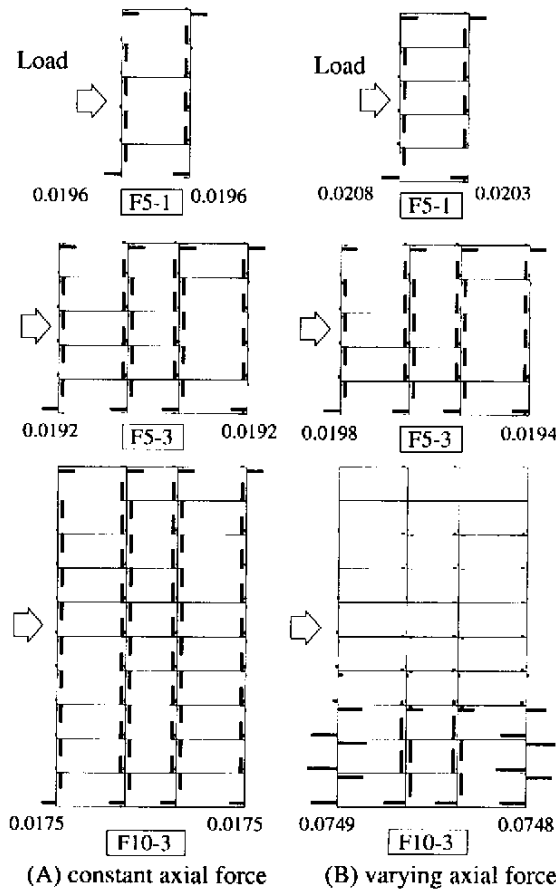 Load
Load
0.0196 F5-1 0.0196
0.0208 F5-1 0.0203
0.0192 F5-3 0.0192
0.0198 F5-3 0.0194
0.0175 F10-3 0.0175
0.0749 F10-3 0.0748
(A) constant axial force
(B) varying axial force